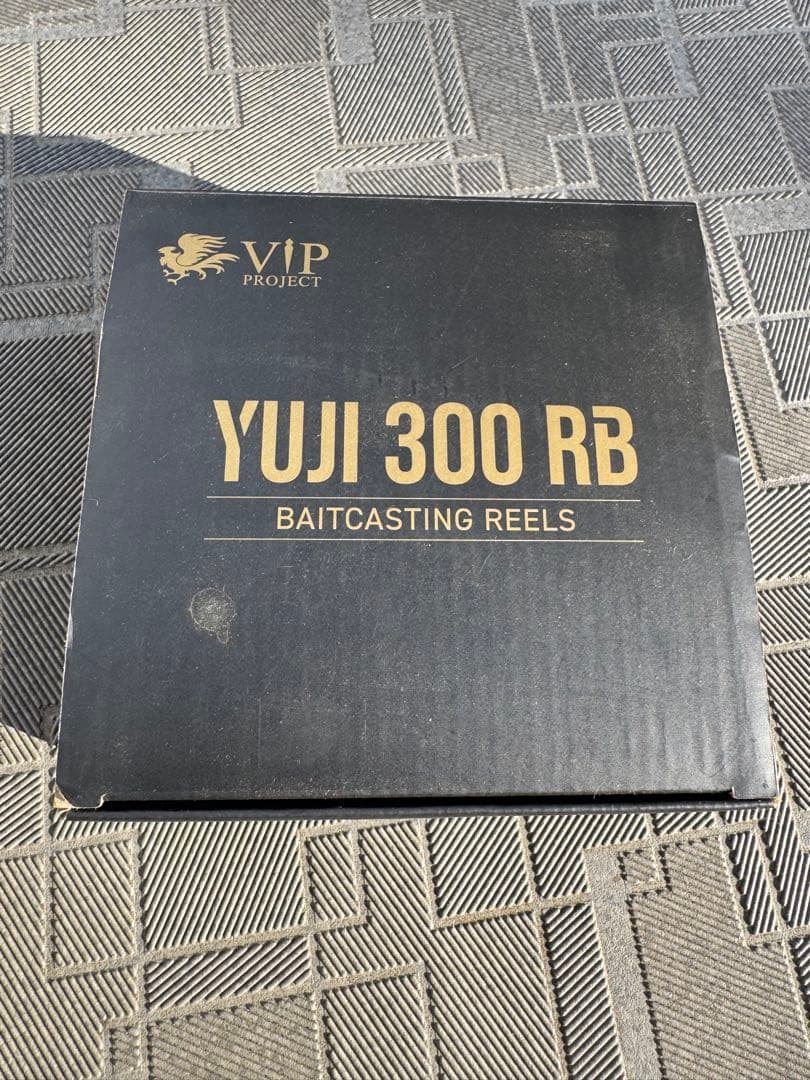 VIP
PROJECT
YUJI 300 RB
BAITCASTING REELS